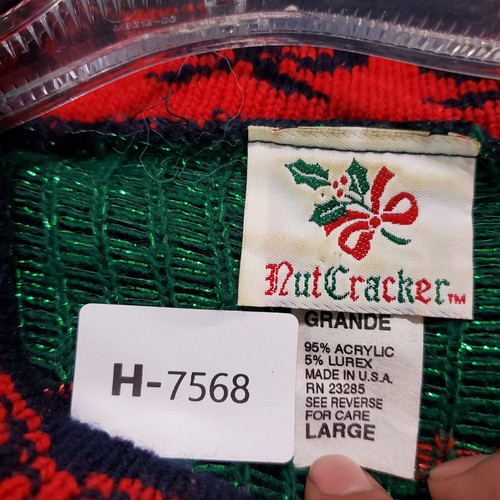 NutCracker™
GRANDE
95% ACRYLIC
5% LUREX
MADE IN U.S.A.
RN 23285
SEE REVERSE
FOR CARE
LARGE
H-7568